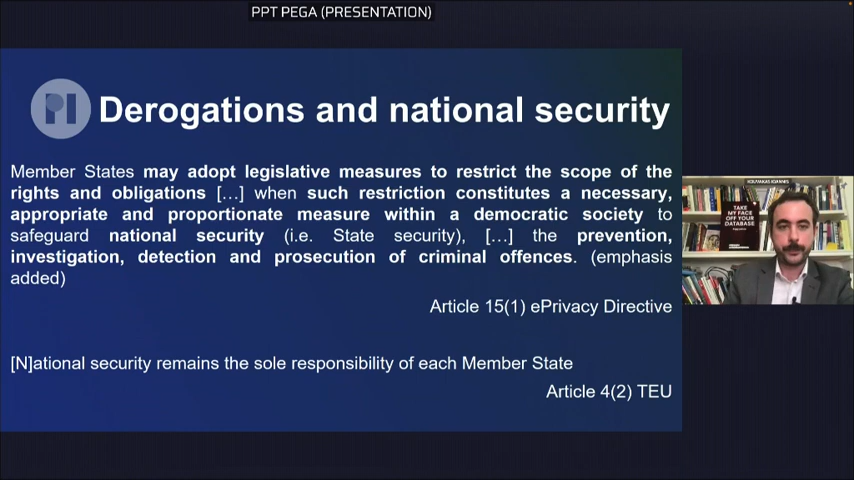 PPT PEGA (PRESENTATION)
PI
Derogations and national security
Member States may adopt legislative measures to restrict the scope of the
rights and obligations […] when such restriction constitutes a necessary,
appropriate and proportionate measure within a democratic society to
safeguard national security (i.e. State security), […] the prevention,
investigation, detection and prosecution of criminal offences. (emphasis
added)
Article 15(1) ePrivacy Directive
[N]ational security remains the sole responsibility of each Member State
Article 4(2) TEU
KOUVAKAS IOANNIS
TAKE
MY FACE
OFF YOUR
DATABASE